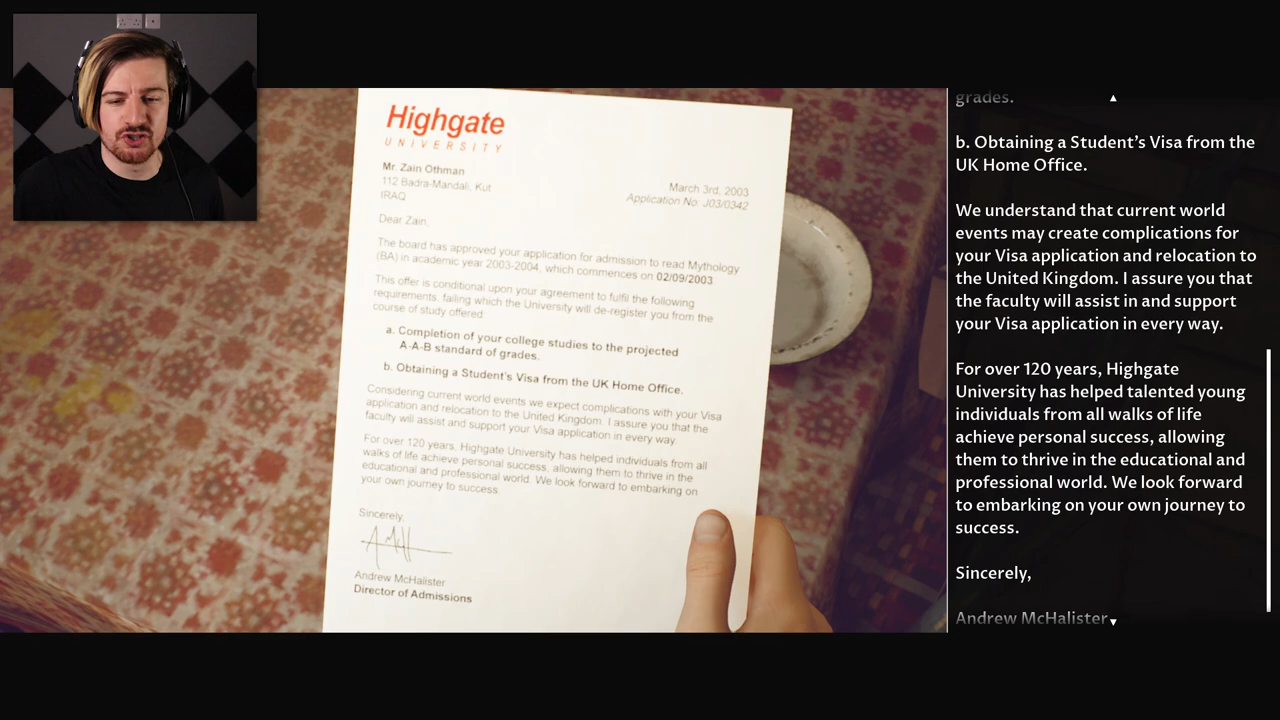 Highgate
UNIVERSITY
Mr. Zain Othman
112 Badra-Mandali, Kut
IRAQ
March 3rd, 2003
Application No: J03/0342
Dear Zain,
The board has approved your application for admission to read Mythology
(BA) in academic year 2003-2004, which commences on 02/09/2003
This offer is conditional upon your agreement to fulfil the following
requirements, failing which the University will de-register you from the
course of study offered:
a. Completion of your college studies to the projected
A-A-B standard of grades.
b. Obtaining a Student's Visa from the UK Home Office.
Considering current world events we expect complications with your Visa
application and relocation to the United Kingdom. I assure you that the
faculty will assist and support your Visa application in every way.
For over 120 years, Highgate University has helped individuals from all
walks of life achieve personal success, allowing them to thrive in the
educational and professional world. We look forward to embarking on
your own journey to success.
Sincerely,
Andrew McHalister
Director of Admissions
grades.
b. Obtaining a Student's Visa from the
UK Home Office.
We understand that current world
events may create complications for
your Visa application and relocation to
the United Kingdom. I assure you that
the faculty will assist in and support
your Visa application in every way.
For over 120 years, Highgate
University has helped talented young
individuals from all walks of life
achieve personal success, allowing
them to thrive in the educational and
professional world. We look forward
to embarking on your own journey to
success.
Sincerely,
Andrew McHalister